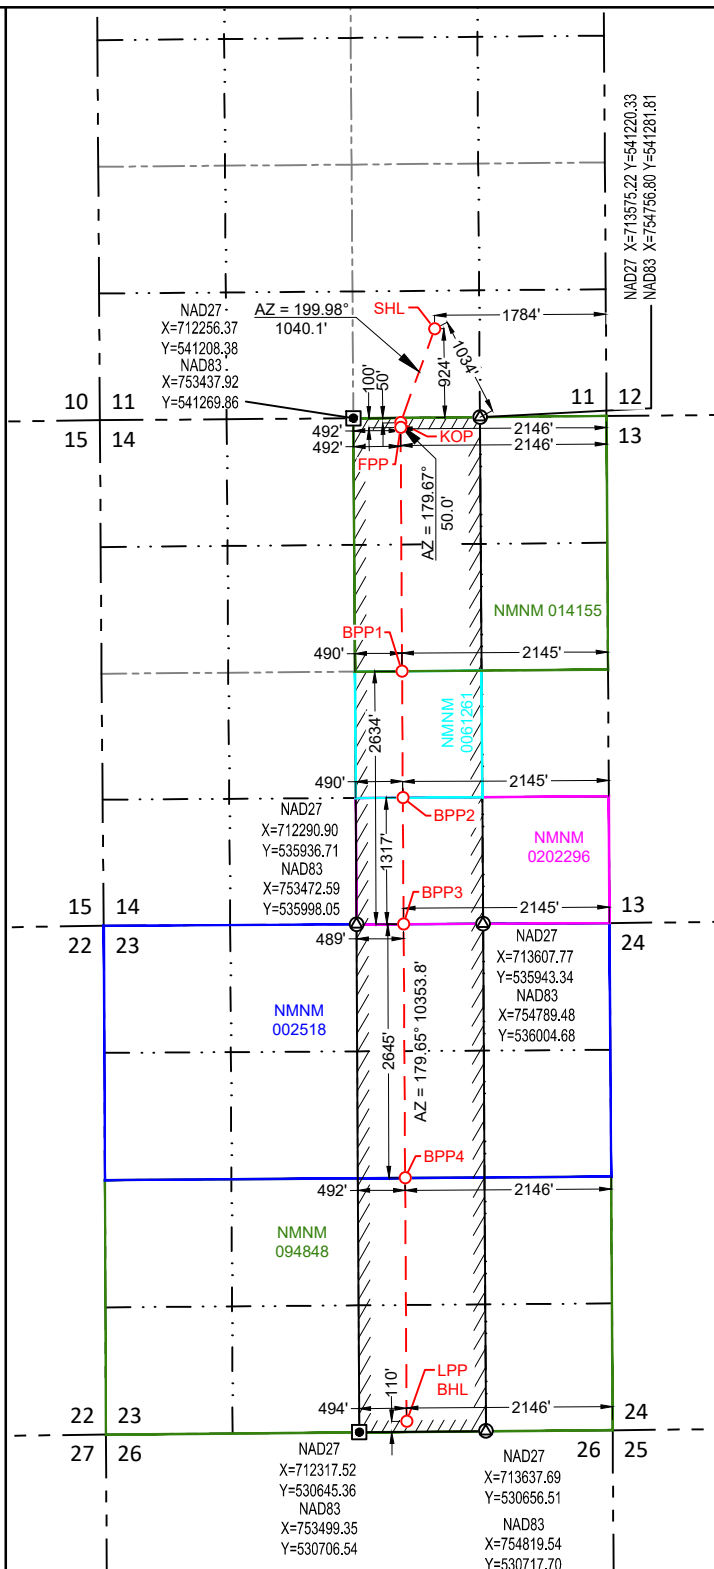 NAD27 X=713575.22 Y=541220.33
NAD83 X=754756.80 Y=541281.81
NAD27
X=712256.37
Y=541208.38
NAD83
X=753437.92
Y=541269.86
AZ = 199.98°
1040.1'
SHL
1784'
1034'
924'
100'
50'
10 11
11 12
15 14
13
492'
2146'
492'
2146'
KOP
FPP
AZ = 179.67°
50.0'
NMNM 014155
BPP1
490'
2145'
2634'
NMNM
0061261
490'
2145'
BPP2
1317'
NAD27
X=712290.90
Y=535936.71
NAD83
X=753472.59
Y=535998.05
NMNM
0202296
BPP3
15 14
2145'
13
22 23
24
489'
NAD27
X=713607.77
Y=535943.34
NAD83
X=754789.48
Y=536004.68
NMNM
002518
2645'
AZ = 179.65° 10353.8'
BPP4
492'
2146'
NMNM
094848
LPP
BHL
110'
494'
2146'
22 23
24
27 26
26 25
NAD27
X=712317.52
Y=530645.36
NAD83
X=753499.35
Y=530706.54
NAD27
X=713637.69
Y=530656.51
NAD83
X=754819.54
Y=530717.70